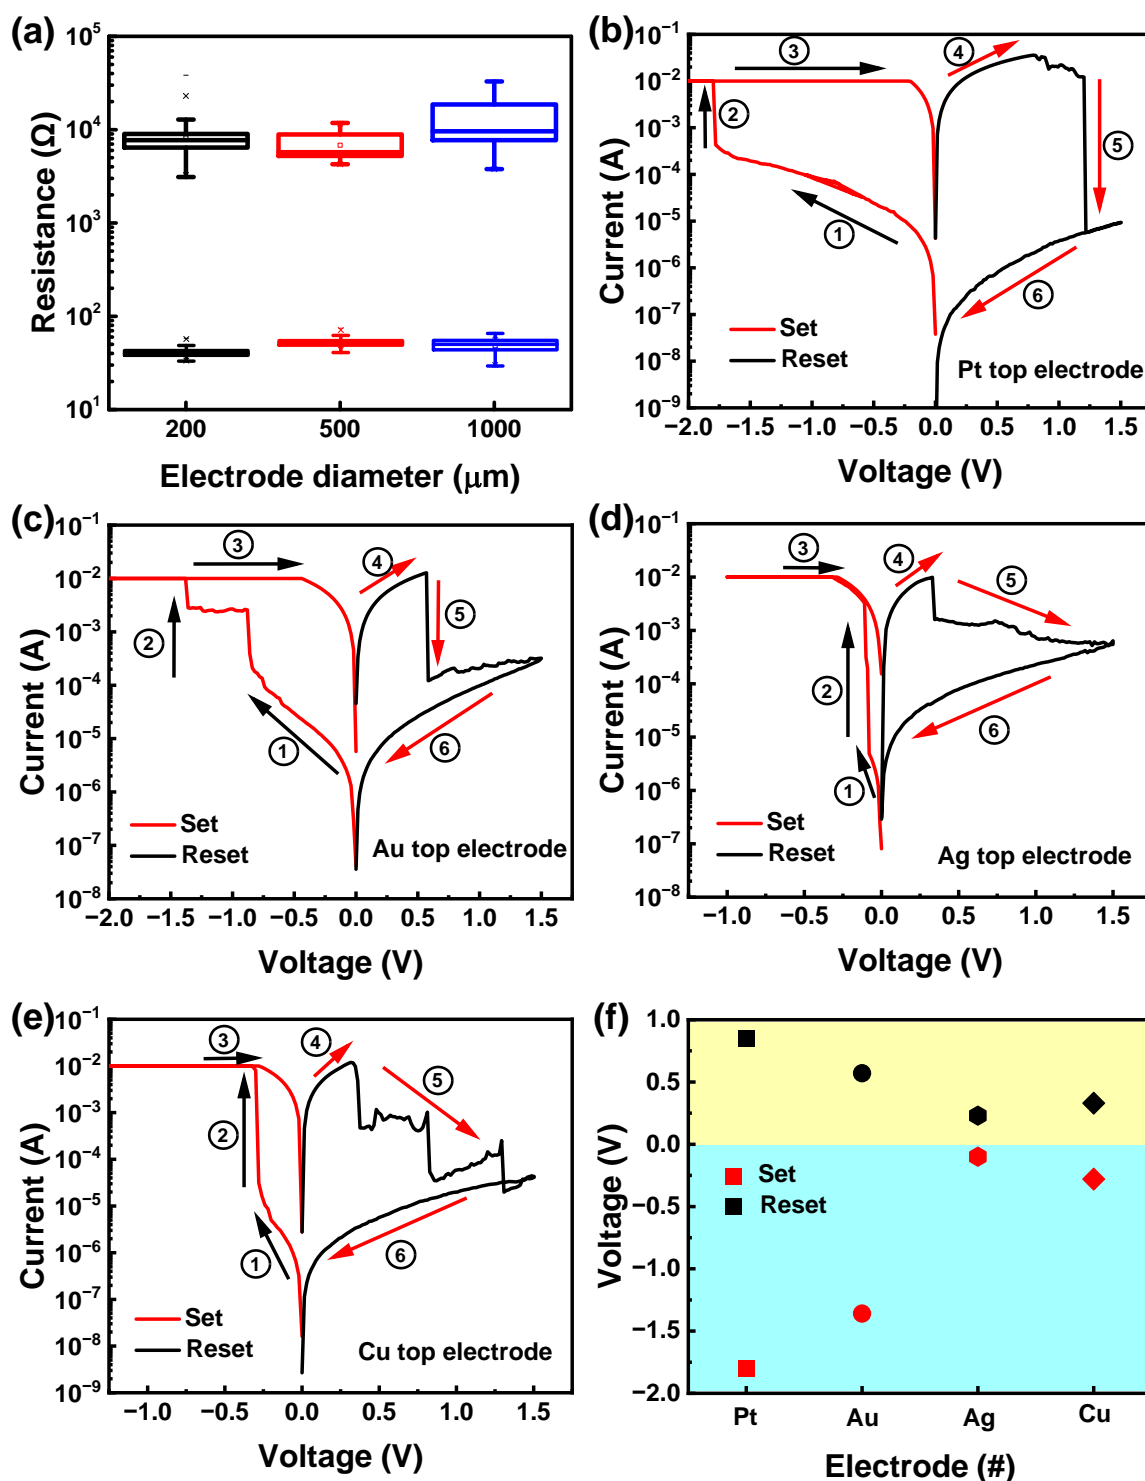 (a)
10⁵
10⁴
10³
10²
10¹
Resistance (Ω)
200 500 1000
Electrode diameter (μm)
(b)
10⁻¹
10⁻²
10⁻³
10⁻⁴
10⁻⁵
10⁻⁶
10⁻⁷
10⁻⁸
10⁻⁹
Current (A)
③ ④
②
⑤
①
⑥
Set
Reset
Pt top electrode
−2.0 −1.5 −1.0 −0.5 0.0 0.5 1.0 1.5
Voltage (V)
(c)
10⁻¹
10⁻²
10⁻³
10⁻⁴
10⁻⁵
10⁻⁶
10⁻⁷
10⁻⁸
Current (A)
③ ④
② ⑤
① ⑥
Set
Reset
Au top electrode
−2.0 −1.5 −1.0 −0.5 0.0 0.5 1.0 1.5
Voltage (V)
(d)
10⁻¹
10⁻²
10⁻³
10⁻⁴
10⁻⁵
10⁻⁶
10⁻⁷
10⁻⁸
Current (A)
③ ④
⑤
②
⑥
①
Set
Reset
Ag top electrode
−1.0 −0.5 0.0 0.5 1.0 1.5
Voltage (V)
(e)
10⁻¹
10⁻²
10⁻³
10⁻⁴
10⁻⁵
10⁻⁶
10⁻⁷
10⁻⁸
10⁻⁹
Current (A)
③ ④
⑤
②
① ⑥
Set
Reset
Cu top electrode
−1.0 −0.5 0.0 0.5 1.0 1.5
Voltage (V)
(f)
1.0
0.5
0.0
−0.5
−1.0
−1.5
−2.0
Voltage (V)
Set
Reset
Pt Au Ag Cu
Electrode (#)